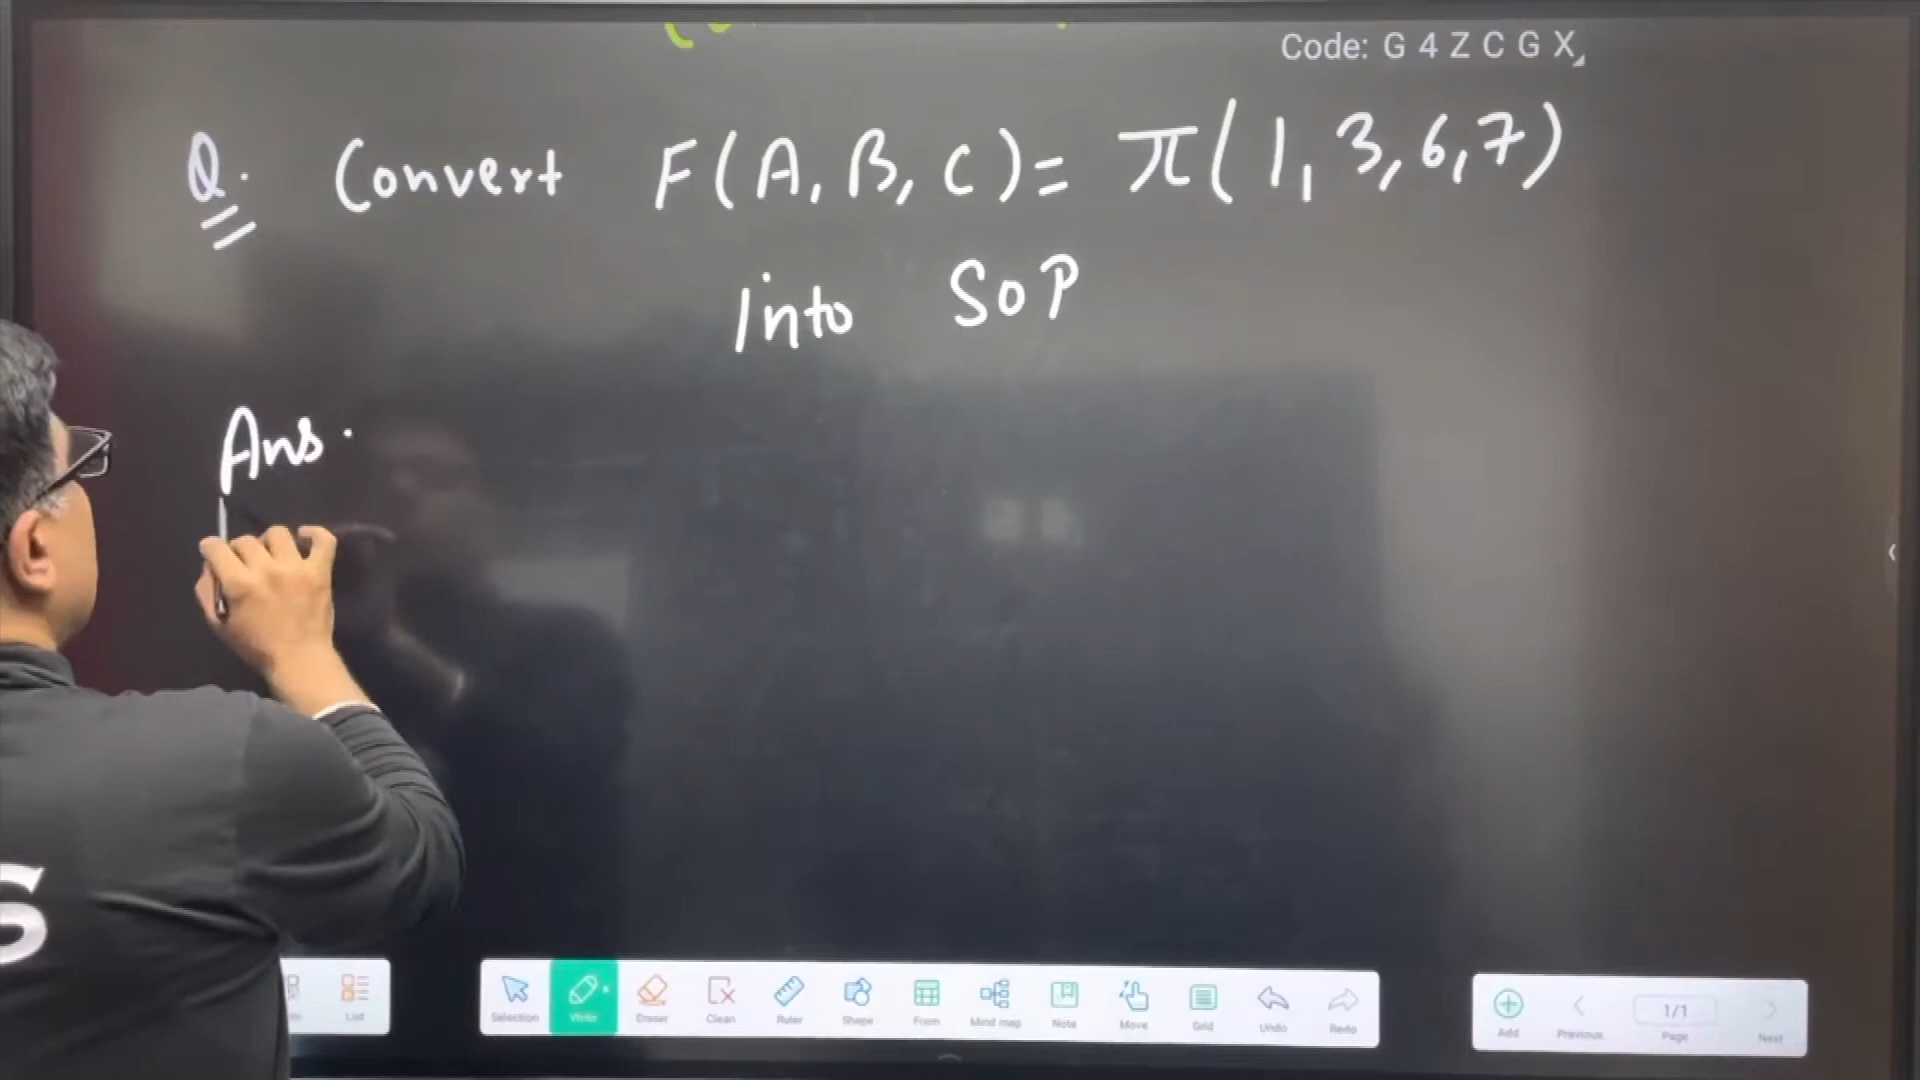 Code: G 4 Z C G X
Q. Convert F(A, B, C) = π(1, 3, 6, 7)
Into SOP
Ans.
S
List
Selection
Write
Eraser
Clean
Ruler
Shape
Form
Mind map
Note
Move
Grid
Undo
Redo
Add
Previous
1/1
Page
Next